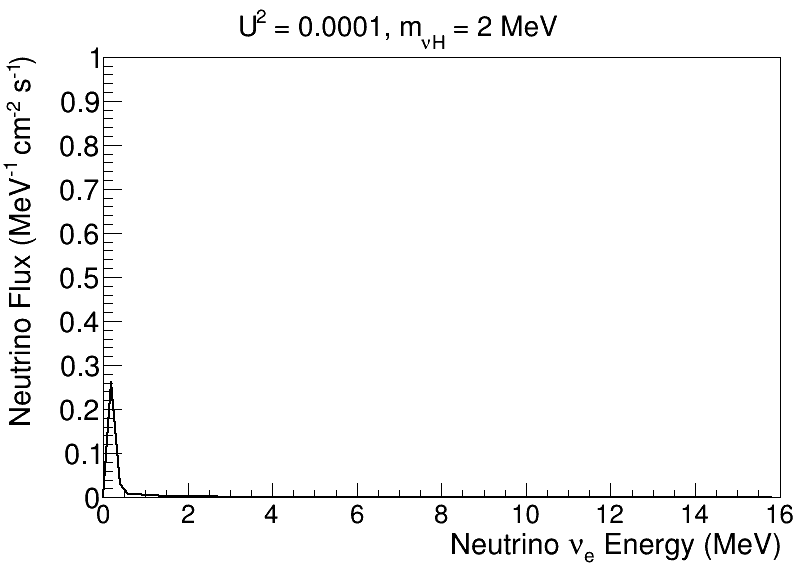 U² = 0.0001, mνH = 2 MeV
Neutrino Flux (MeV⁻¹ cm⁻² s⁻¹)
1
0.9
0.8
0.7
0.6
0.5
0.4
0.3
0.2
0.1
0
0 2 4 6 8 10 12 14 16
Neutrino νe Energy (MeV)